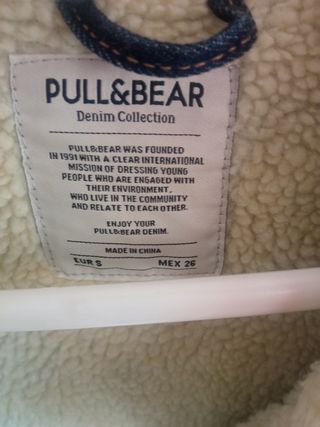 PULL&BEAR
Denim Collection
PULL&BEAR WAS FOUNDED
IN 1991 WITH A CLEAR INTERNATIONAL
MISSION OF DRESSING YOUNG
PEOPLE WHO ARE ENGAGED WITH
THEIR ENVIRONMENT,
WHO LIVE IN THE COMMUNITY
AND RELATE TO EACH OTHER.
ENJOY YOUR
PULL&BEAR DENIM.
MADE IN CHINA
EUR S MEX 26